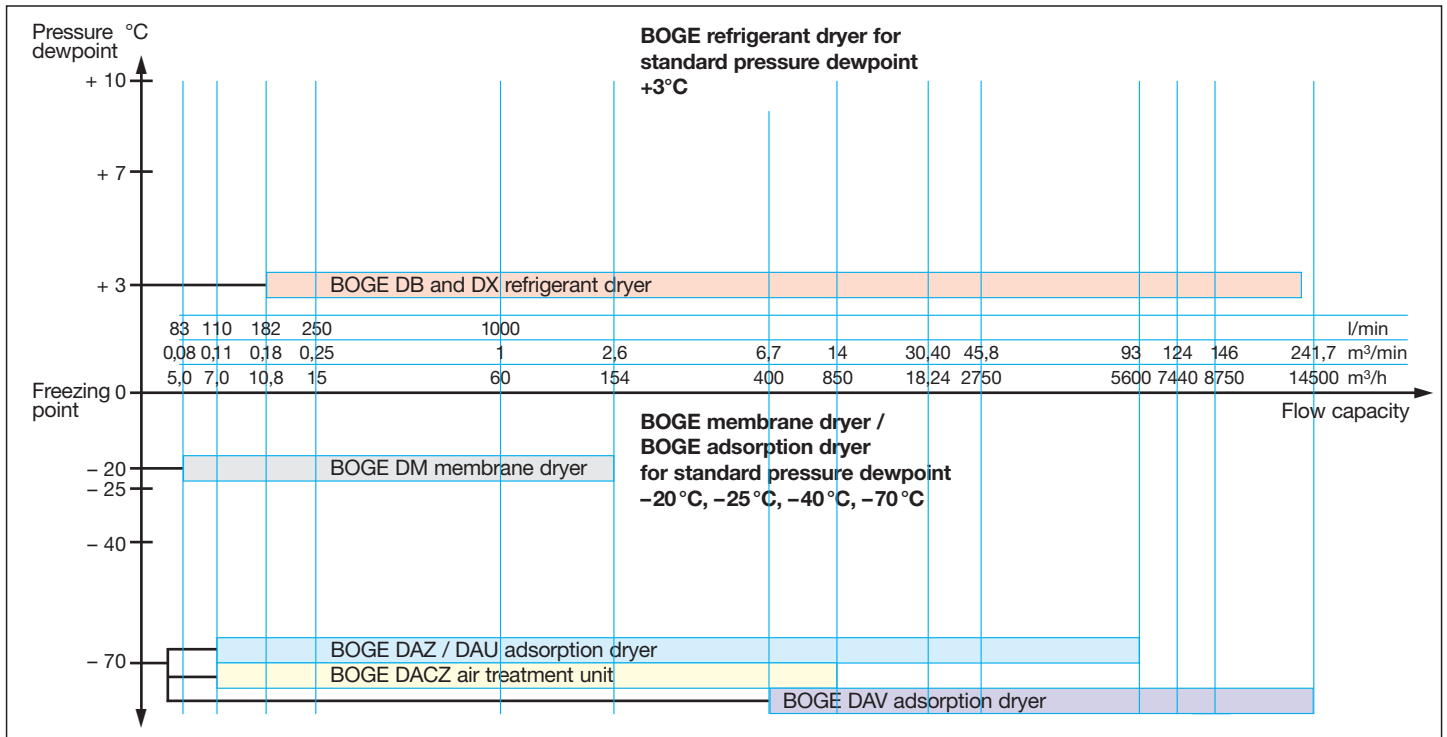 Pressure °C
dewpoint
BOGE refrigerant dryer for
standard pressure dewpoint
+3°C
+ 10
+ 7
+ 3
BOGE DB and DX refrigerant dryer
83 110 182 250 1000 l/min
0,08 0,11 0,18 0,25 1 2,6 6,7 14 30,40 45,8 93 124 146 241,7 m³/min
5,0 7,0 10,8 15 60 154 400 850 18,24 2750 5600 7440 8750 14500 m³/h
Freezing 0
point
Flow capacity
BOGE membrane dryer /
BOGE adsorption dryer
for standard pressure dewpoint
–20 °C, –25 °C, –40 °C, –70 °C
– 20
BOGE DM membrane dryer
– 25
– 40
BOGE DAZ / DAU adsorption dryer
– 70
BOGE DACZ air treatment unit
BOGE DAV adsorption dryer